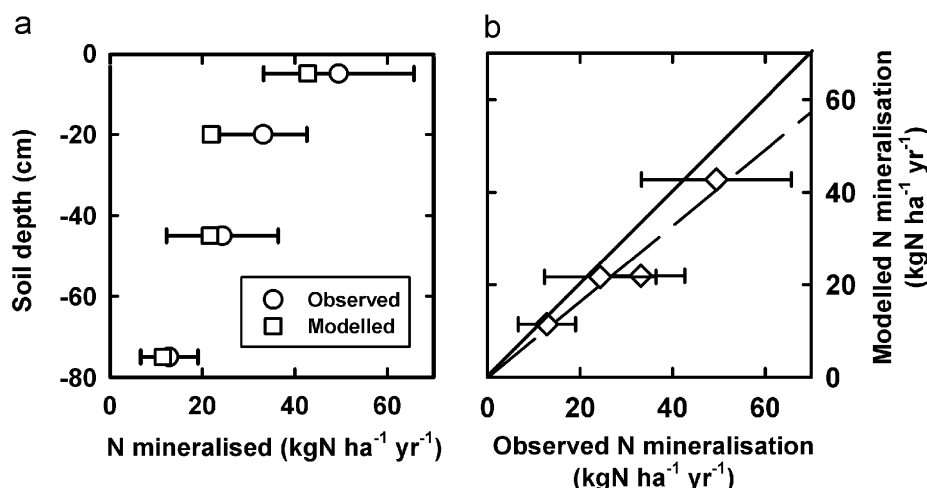 a
0
-20
-40
-60
-80
Soil depth (cm)
Observed
Modelled
0 20 40 60
N mineralised (kgN ha⁻¹ yr⁻¹)
b
60
40
20
0
Modelled N mineralisation
(kgN ha⁻¹ yr⁻¹)
0 20 40 60
Observed N mineralisation
(kgN ha⁻¹ yr⁻¹)